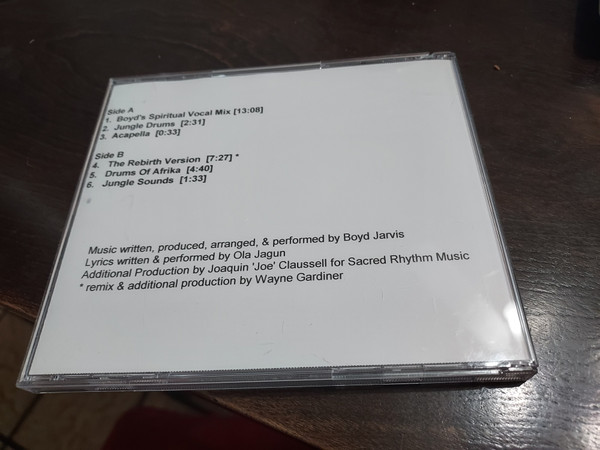 Side A
1. Boyd's Spiritual Vocal Mix [13:08]
2. Jungle Drums [2:31]
3. Acapella [0:33]
Side B
4. The Rebirth Version [7:27] *
5. Drums Of Afrika [4:40]
6. Jungle Sounds [1:33]
Music written, produced, arranged, & performed by Boyd Jarvis
Lyrics written & performed by Ola Jagun
Additional Production by Joaquin 'Joe' Claussell for Sacred Rhythm Music
* remix & additional production by Wayne Gardiner